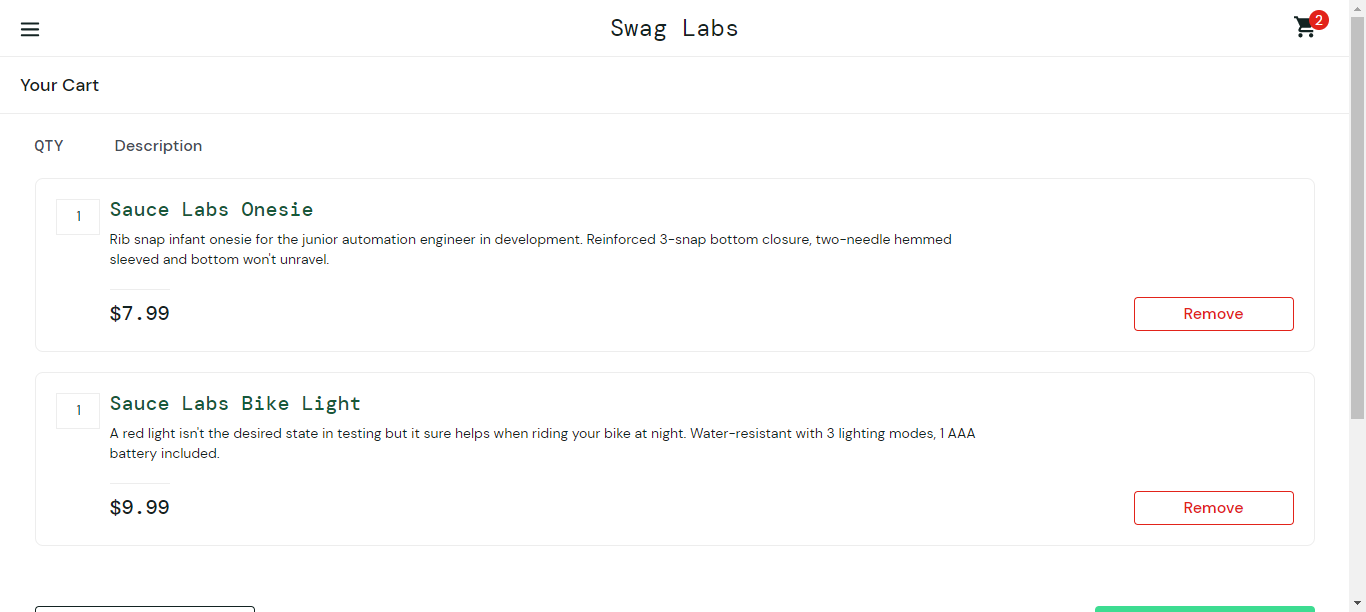 Swag Labs
2
Your Cart
QTY Description
1
Sauce Labs Onesie
Rib snap infant onesie for the junior automation engineer in development. Reinforced 3-snap bottom closure, two-needle hemmed
sleeved and bottom won't unravel.
$7.99
Remove
1
Sauce Labs Bike Light
A red light isn't the desired state in testing but it sure helps when riding your bike at night. Water-resistant with 3 lighting modes, 1 AAA
battery included.
$9.99
Remove